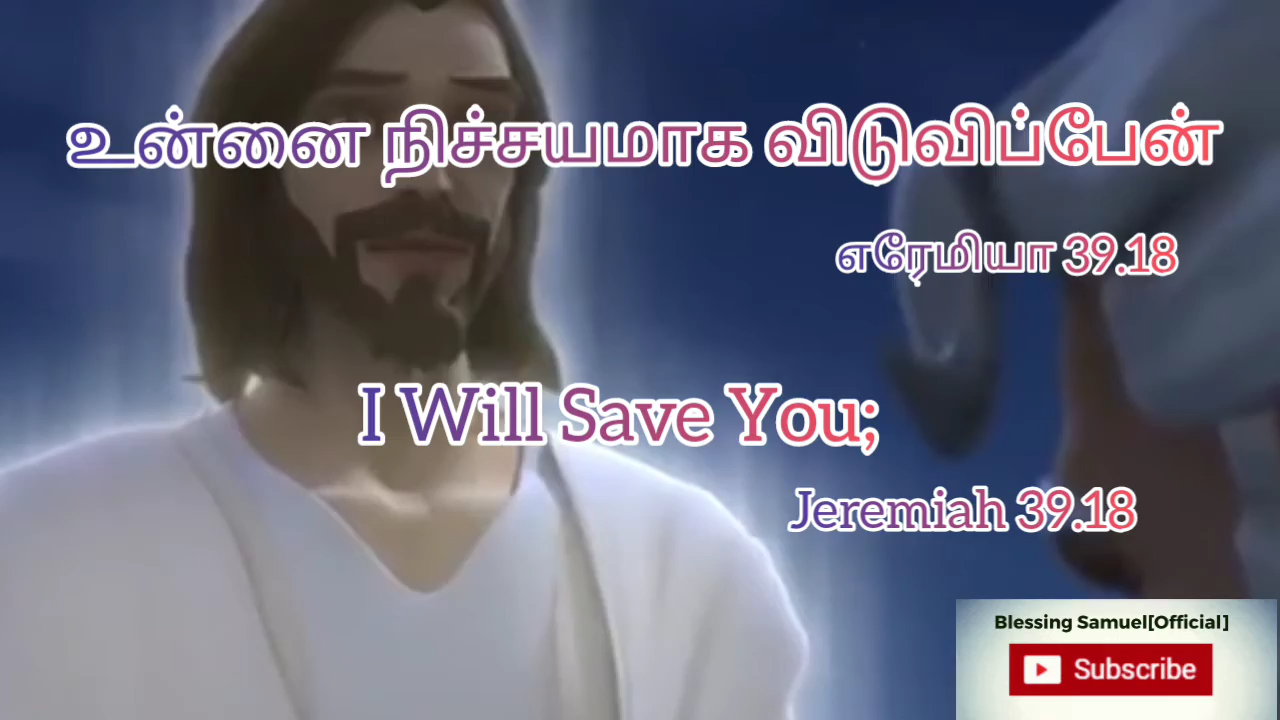 உன்னை நிச்சயமாக விடுவிப்பேன்
எரேமியா 39.18
I Will Save You;
Jeremiah 39.18
Blessing Samuel[Official]
Subscribe